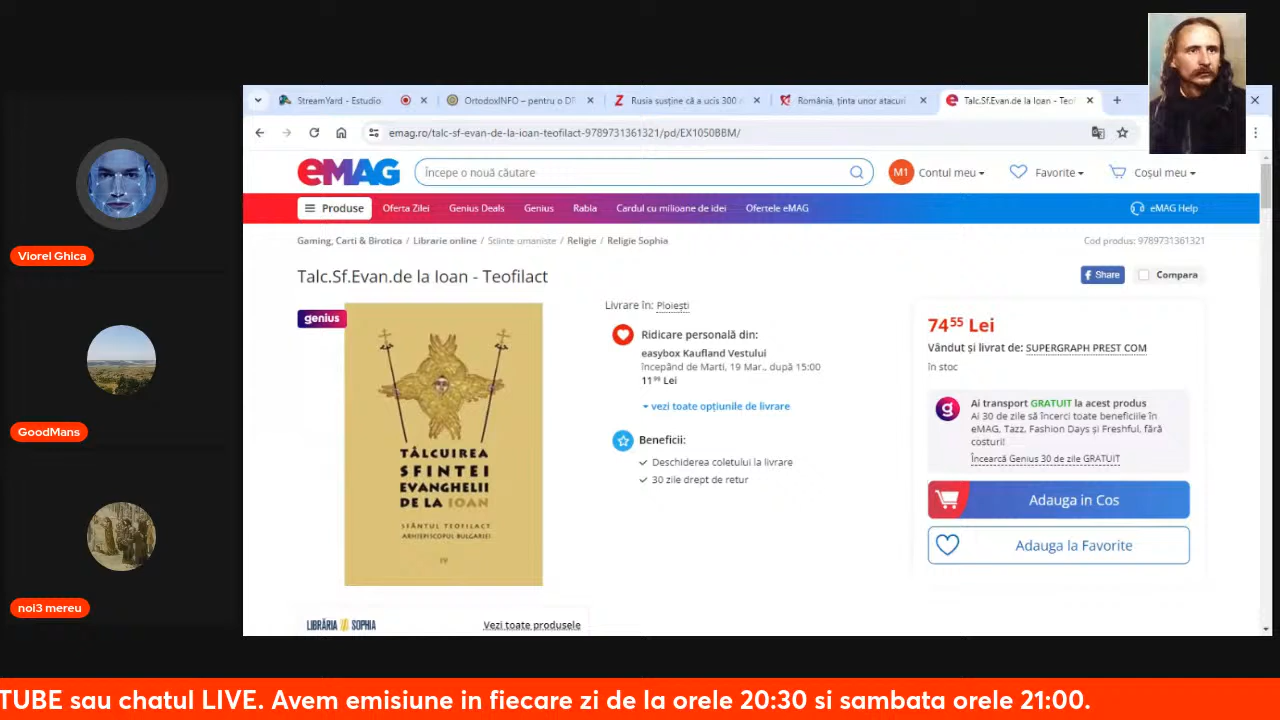 StreamYard - Estudio
OrtodoxINFO – pentru o DR
Rusia susține că a ucis 300
România, ținta unor atacuri
Talc.Sf.Evan.de la Ioan - Teof
emag.ro/talc-sf-evan-de-la-ioan-teofilact-9789731361321/pd/EX1050BBM/
eMAG
Începe o nouă căutare
M1
Contul meu
Favorite
Coșul meu
Produse
Oferta Zilei
Genius Deals
Genius
Rabla
Cardul cu milioane de idei
Ofertele eMAG
eMAG Help
Gaming, Carti & Birotica / Librarie online / Stiinte umaniste / Religie / Religie Sophia
Cod produs: 9789731361321
Talc.Sf.Evan.de la Ioan - Teofilact
Share
Compara
genius
TÂLCUIREA
SFINTEI
EVANGHELII
DE LA IOAN
SFÂNTUL TEOFILACT
ARHIEPISCOPUL BULGARIEI
IV
LIBRĂRIA SOPHIA
Vezi toate produsele
Livrare în: Ploiești
Ridicare personală din:
easybox Kaufland Vestului
începând de Marti, 19 Mar., după 15:00
11⁹⁸ Lei
vezi toate opțiunile de livrare
Beneficii:
Deschiderea coletului la livrare
30 zile drept de retur
74⁵⁵ Lei
Vândut și livrat de: SUPERGRAPH PREST COM
în stoc
Ai transport GRATUIT la acest produs
Ai 30 de zile să încerci toate beneficiile în
eMAG, Tazz, Fashion Days și Freshful, fără
costuri!
Încearcă Genius 30 de zile GRATUIT
Adauga in Cos
Adauga la Favorite
Viorel Ghica
GoodMans
noi3 mereu
TUBE sau chatul LIVE. Avem emisiune in fiecare zi de la orele 20:30 si sambata orele 21:00.